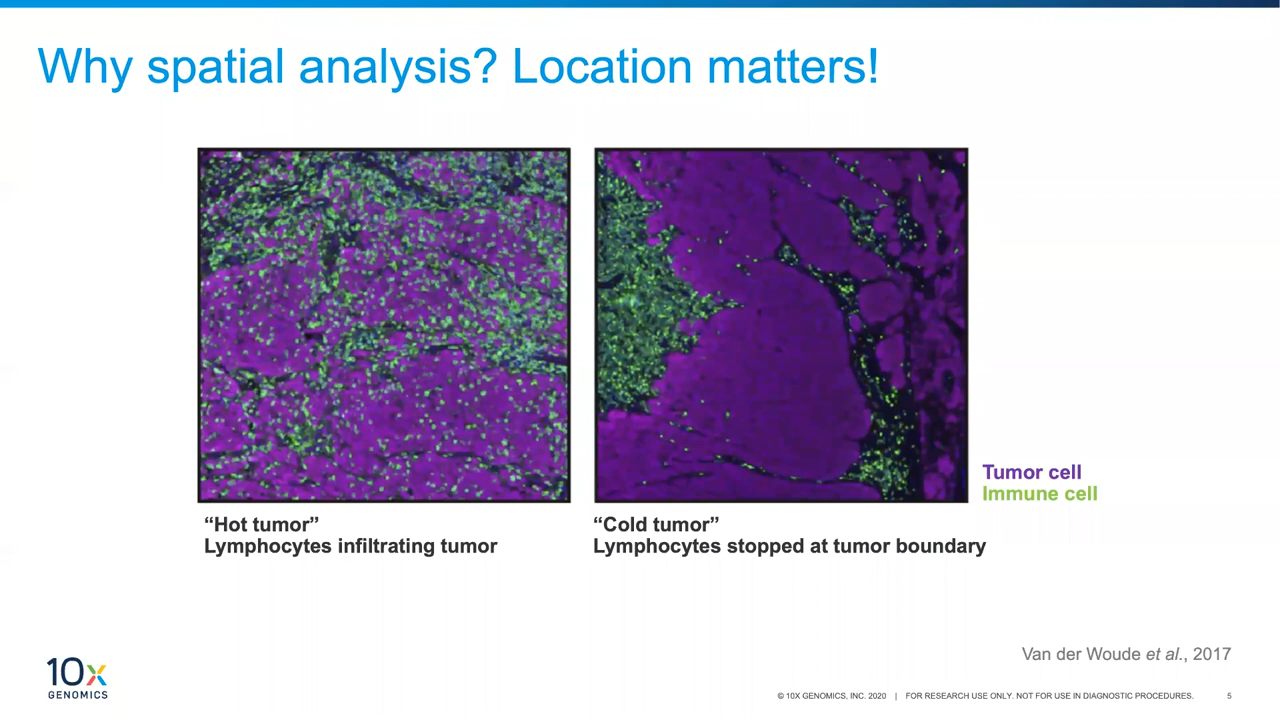 Why spatial analysis? Location matters!
Tumor cell
Immune cell
“Hot tumor”
Lymphocytes infiltrating tumor
“Cold tumor”
Lymphocytes stopped at tumor boundary
Van der Woude et al., 2017
10x
GENOMICS
© 10X GENOMICS, INC. 2020 | FOR RESEARCH USE ONLY. NOT FOR USE IN DIAGNOSTIC PROCEDURES. 5